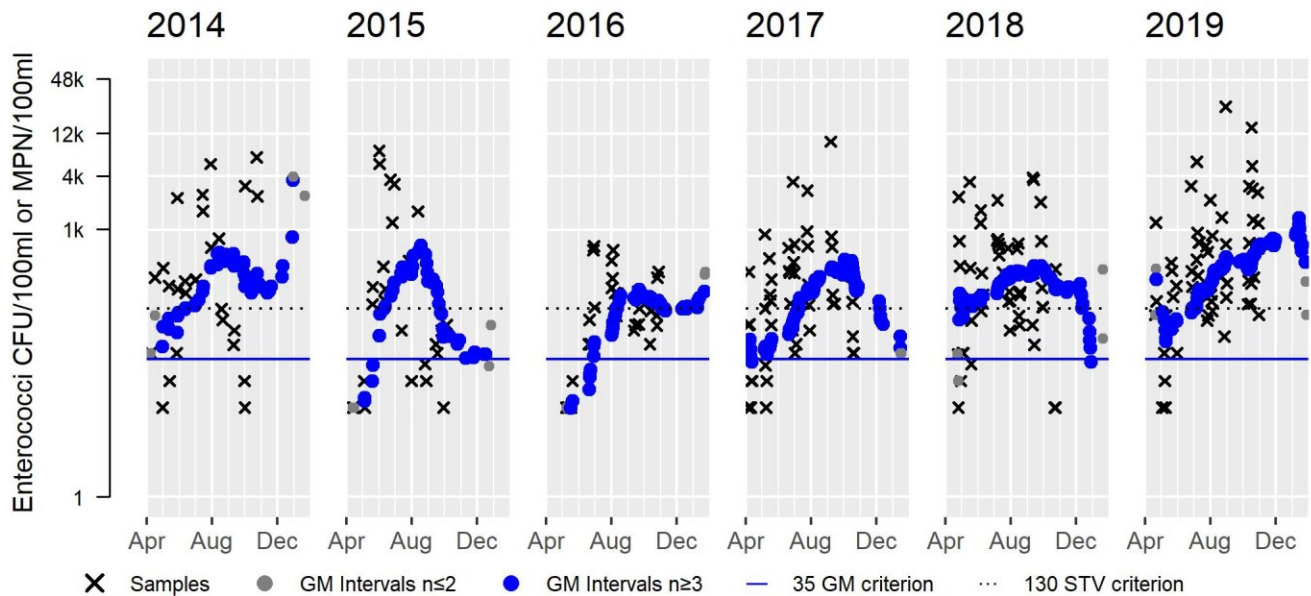 2014 2015 2016 2017 2018 2019
Enterococci CFU/100ml or MPN/100ml
48k
12k
4k
1k
1
Apr Aug Dec Apr Aug Dec Apr Aug Dec Apr Aug Dec Apr Aug Dec Apr Aug Dec
Samples GM Intervals n≤2 GM Intervals n≥3 35 GM criterion 130 STV criterion